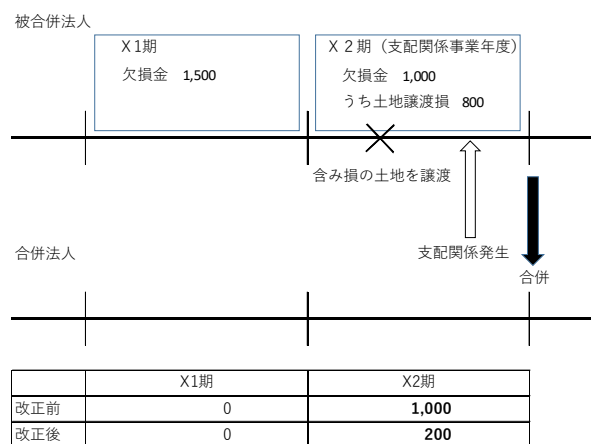 被合併法人
X1期
欠損金 1,500
X2期(支配関係事業年度)
欠損金 1,000
うち土地譲渡損 800
含み損の土地を譲渡
支配関係発生
合併法人
合併
X1期 X2期
改正前 0 1,000
改正後 0 200